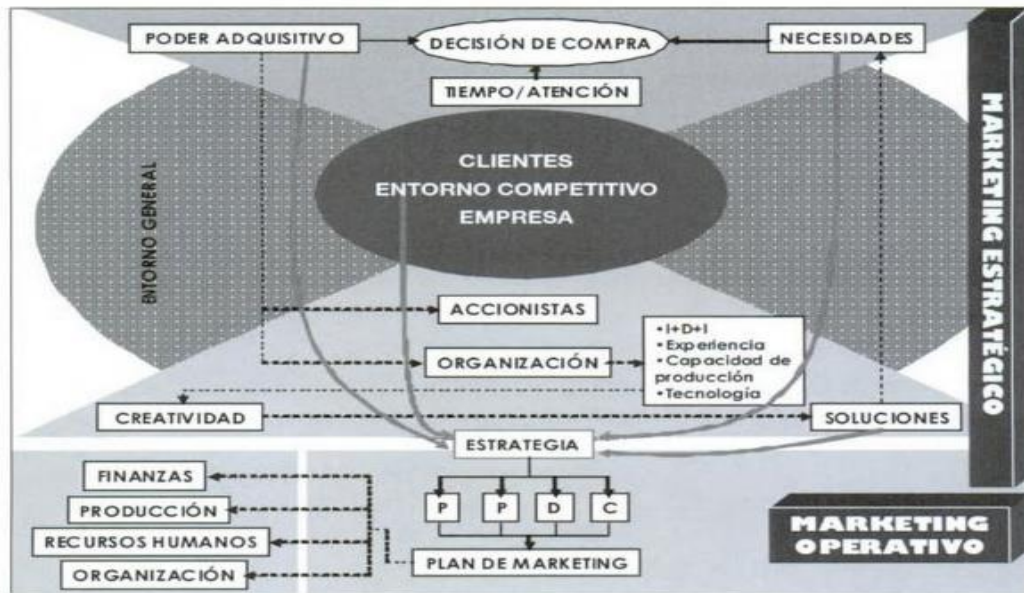 PODER ADQUISITIVO
DECISIÓN DE COMPRA
NECESIDADES
TIEMPO/ATENCIÓN
CLIENTES
ENTORNO COMPETITIVO
EMPRESA
ENTORNO GENERAL
MARKETING ESTRATÉGICO
ACCIONISTAS
ORGANIZACIÓN
•I+D+I
•Experiencia
•Capacidad de
producción
•Tecnología
CREATIVIDAD
SOLUCIONES
ESTRATEGIA
FINANZAS
PRODUCCIÓN
RECURSOS HUMANOS
ORGANIZACIÓN
P
P
D
C
PLAN DE MARKETING
MARKETING
OPERATIVO